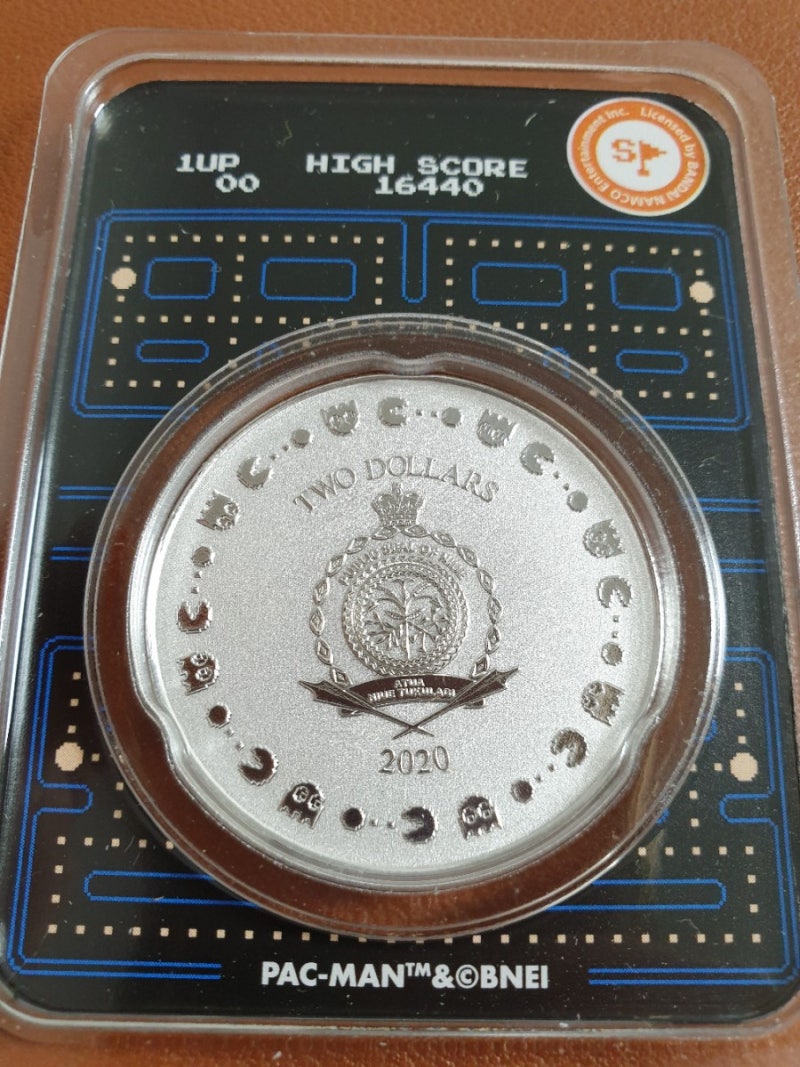 1UP HIGH SCORE
00 16440
Licensed by BANDAI NAMCO Entertainment Inc.
TWO DOLLARS
PUBLIC SEAL OF NIUE
ATUA
NIUE TUKULAGI
2020
PAC-MAN™&©BNEI